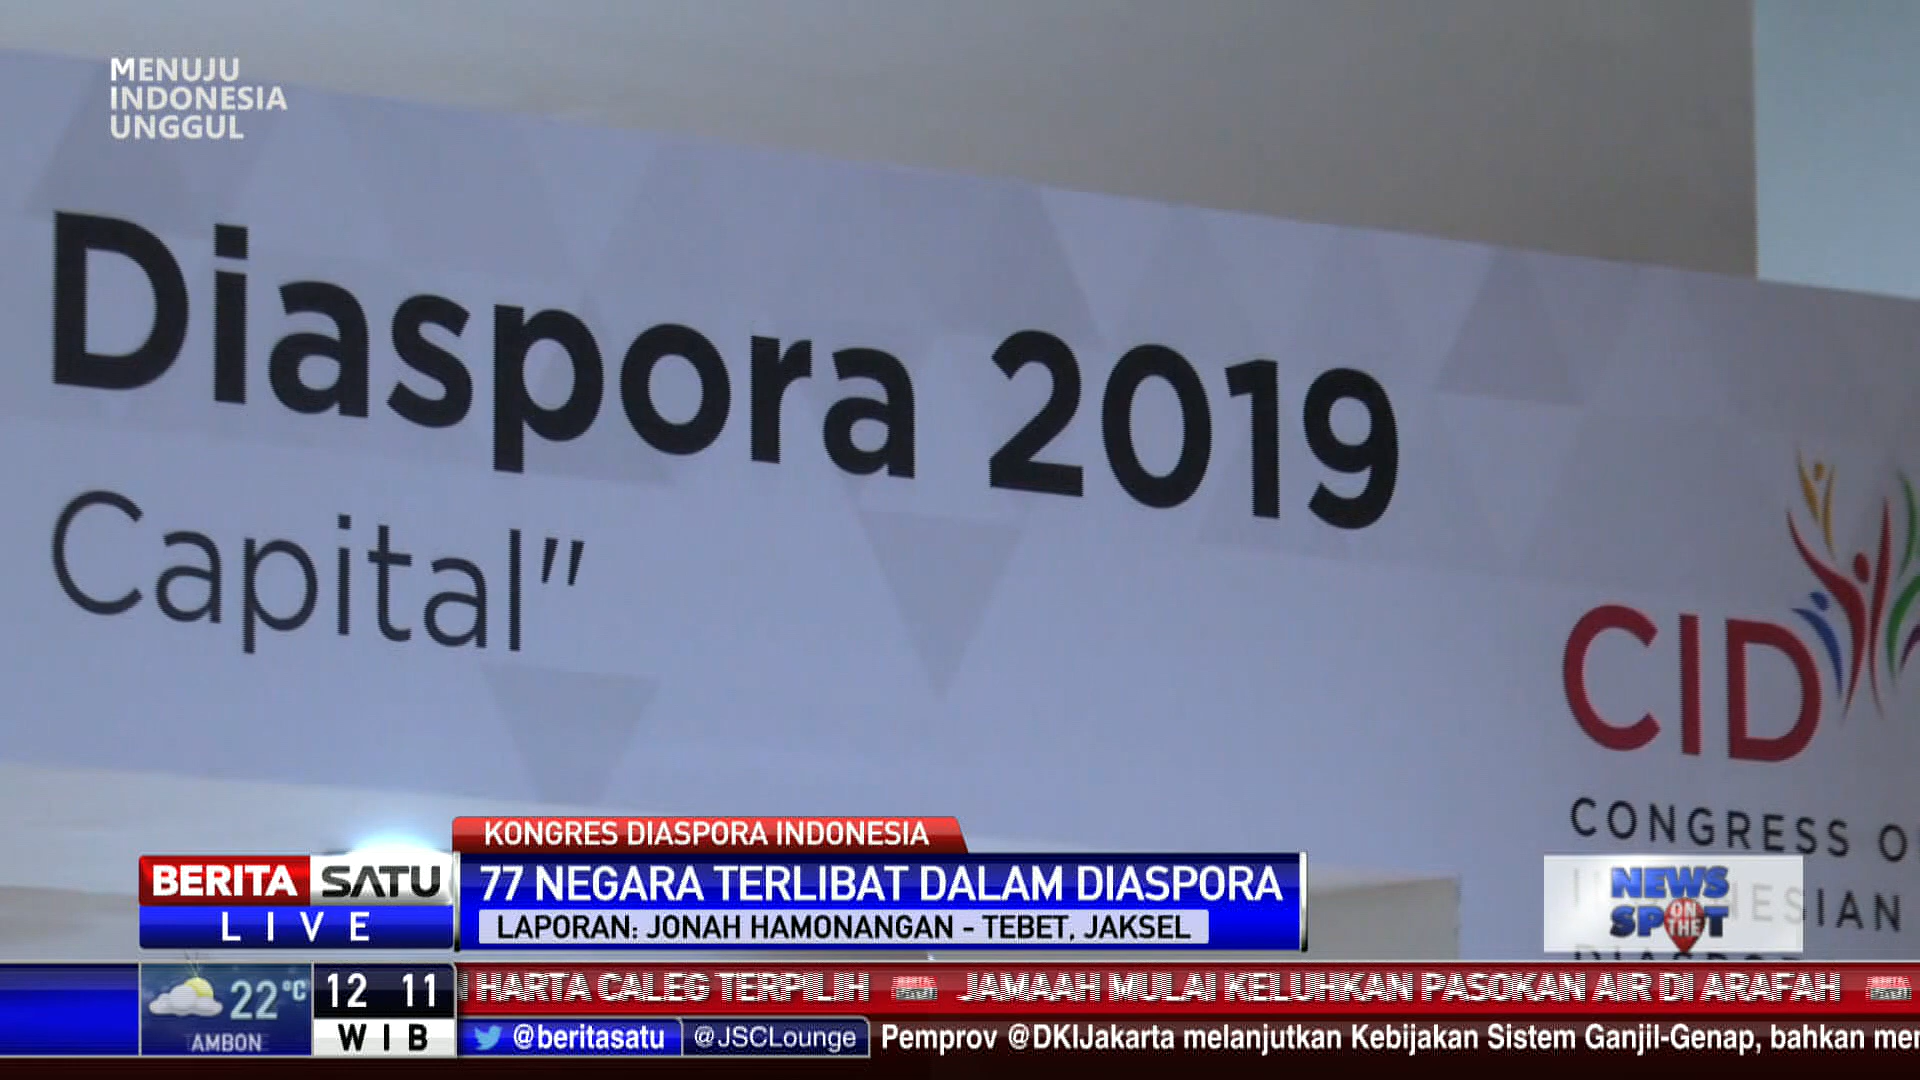 MENUJU
INDONESIA
UNGGUL
Diaspora 2019
Capital"
CID
CONGRESS
KONGRES DIASPORA INDONESIA
BERITA SATU
LIVE
77 NEGARA TERLIBAT DALAM DIASPORA
LAPORAN: JONAH HAMONANGAN - TEBET, JAKSEL
NEWS
ON THE
SPOT
22°C
AMBON
12 11
WIB
HARTA CALEG TERPILIH
JAMAAH MULAI KELUHKAN PASOKAN AIR DI ARAFAH
@beritasatu
@JSCLounge
Pemprov @DKIJakarta melanjutkan Kebijakan Sistem Ganjil-Genap, bahkan